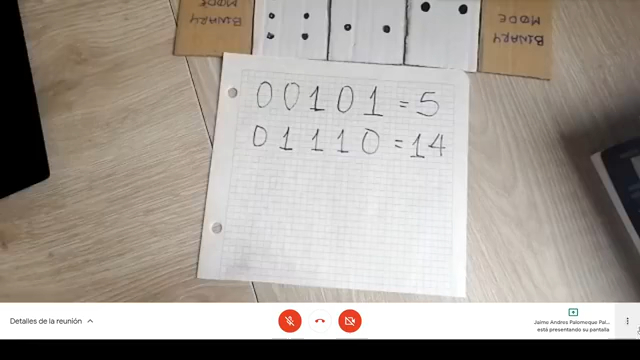 BINARY
MODE
BINARY
MODE
00101 = 5
01110 = 14
Detalles de la reunión
Jaime Andres Palomeque Pal...
está presentando su pantalla